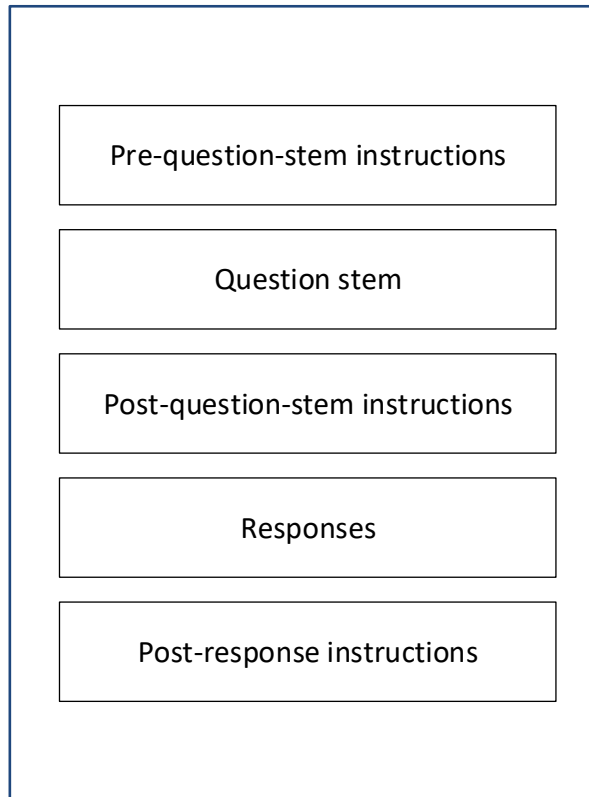 Pre-question-stem instructions
Question stem
Post-question-stem instructions
Responses
Post-response instructions